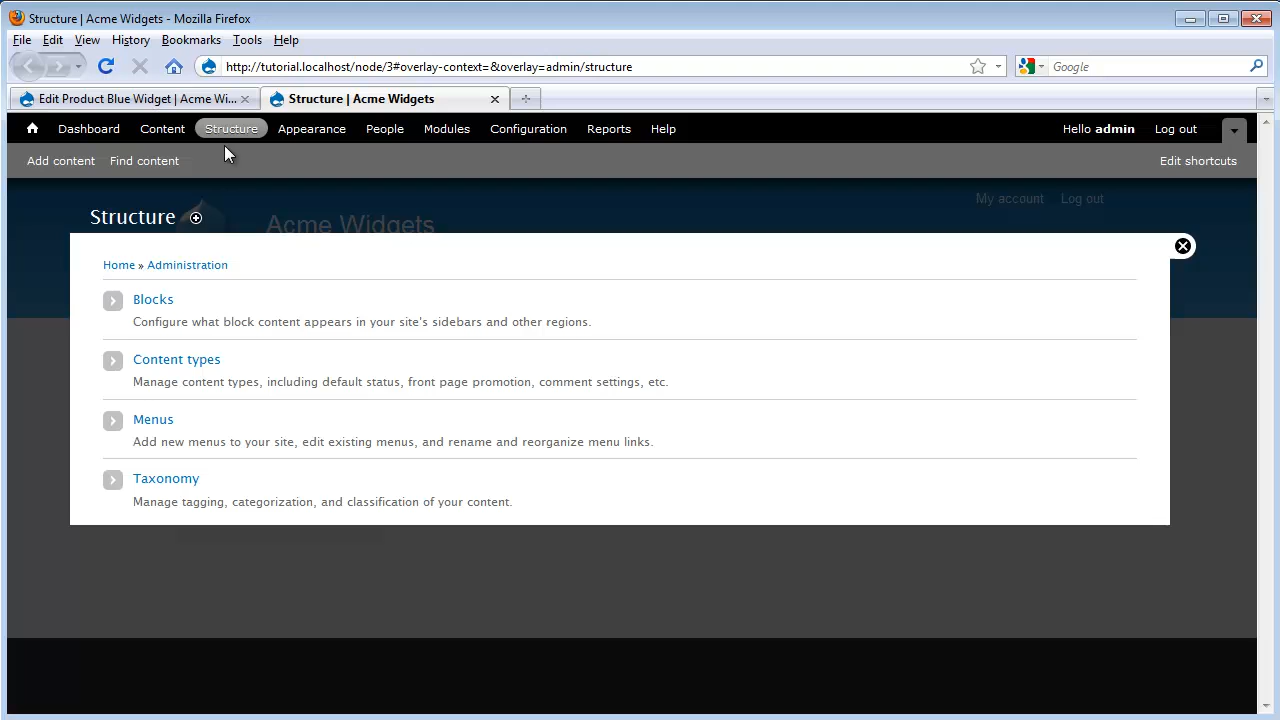 Structure | Acme Widgets - Mozilla Firefox
File Edit View History Bookmarks Tools Help
http://tutorial.localhost/node/3#overlay-context=&overlay=admin/structure
Google
Edit Product Blue Widget | Acme Wi...
Structure | Acme Widgets
Dashboard Content Structure Appearance People Modules Configuration Reports Help Hello admin Log out
Add content Find content Edit shortcuts
My account Log out
Structure
Acme Widgets
Home » Administration
Blocks
Configure what block content appears in your site's sidebars and other regions.
Content types
Manage content types, including default status, front page promotion, comment settings, etc.
Menus
Add new menus to your site, edit existing menus, and rename and reorganize menu links.
Taxonomy
Manage tagging, categorization, and classification of your content.